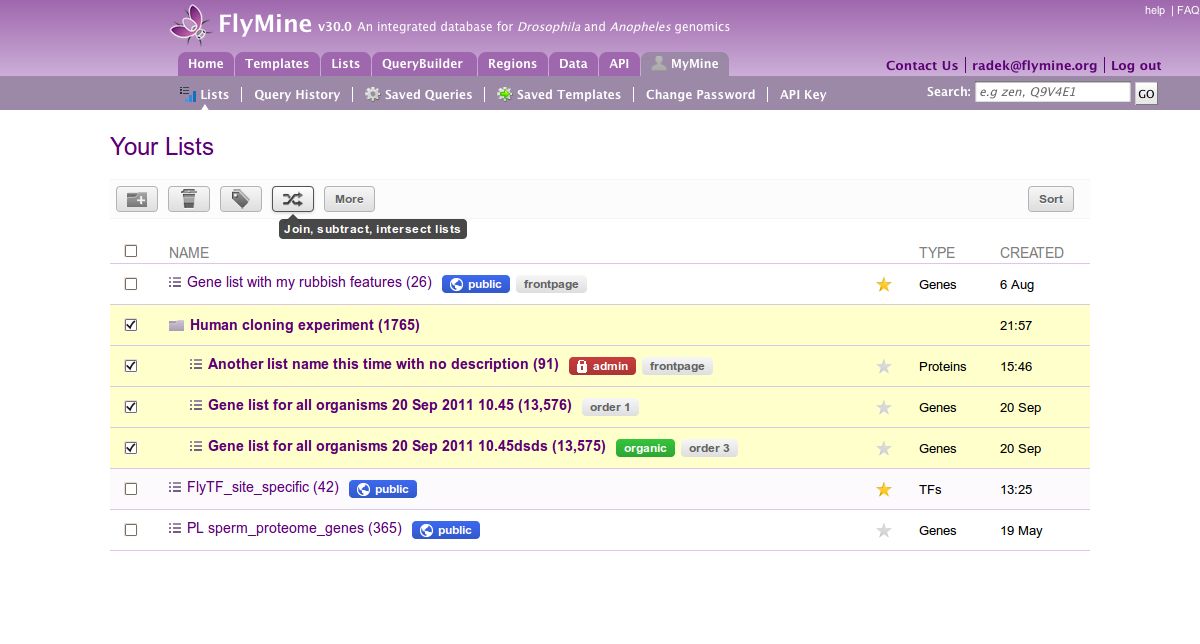 help | FAQ
FlyMine v30.0 An integrated database for Drosophila and Anopheles genomics
Home Templates Lists QueryBuilder Regions Data API MyMine
Contact Us | radek@flymine.org | Log out
Lists | Query History | Saved Queries | Saved Templates | Change Password | API Key
Search: e.g zen, Q9V4E1 GO
Your Lists
More Sort
Join, subtract, intersect lists
NAME TYPE CREATED
Gene list with my rubbish features (26) public frontpage Genes 6 Aug
Human cloning experiment (1765) 21:57
Another list name this time with no description (91) admin frontpage Proteins 15:46
Gene list for all organisms 20 Sep 2011 10.45 (13,576) order 1 Genes 20 Sep
Gene list for all organisms 20 Sep 2011 10.45dsds (13,575) organic order 3 Genes 20 Sep
FlyTF_site_specific (42) public TFs 13:25
PL sperm_proteome_genes (365) public Genes 19 May